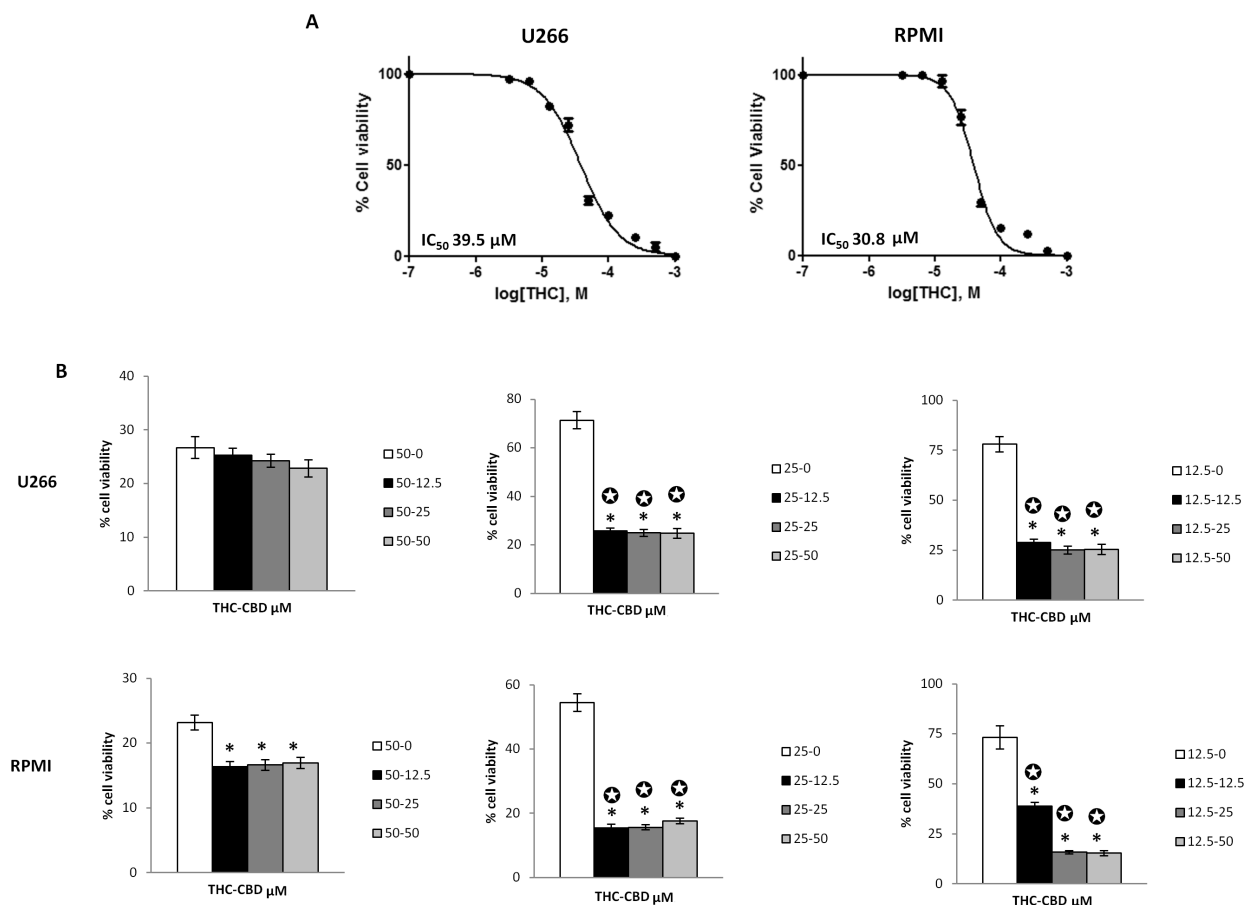 A
U266
RPMI
% Cell viability
100
50
0
IC50 39.5 μM
-7 -6 -5 -4 -3
log[THC], M
% Cell Viability
100
50
0
IC50 30.8 μM
-7 -6 -5 -4 -3
log[THC], M
B
U266
% cell viability
40
30
20
10
0
THC-CBD μM
50-0
50-12.5
50-25
50-50
% cell viability
80
60
40
20
0
* * *
THC-CBD μM
25-0
25-12.5
25-25
25-50
% cell viability
100
75
50
25
0
* * *
THC-CBD μM
12.5-0
12.5-12.5
12.5-25
12.5-50
RPMI
% cell viability
30
20
10
0
* * *
THC-CBD μM
50-0
50-12.5
50-25
50-50
% cell viability
60
40
20
0
* * *
THC-CBD μM
25-0
25-12.5
25-25
25-50
% cell viability
100
75
50
25
0
* * *
THC-CBD μM
12.5-0
12.5-12.5
12.5-25
12.5-50